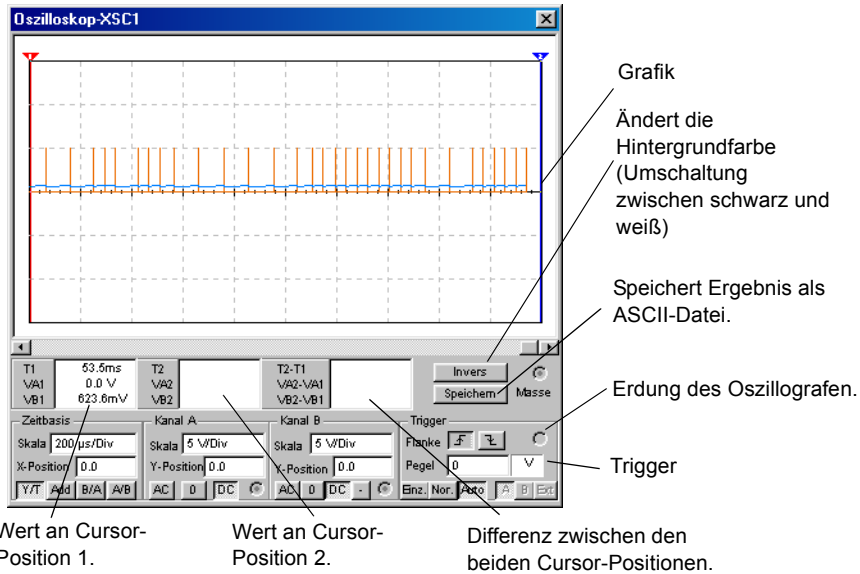 Oszilloskop-XSC1
1
2
Grafik
Ändert die
Hintergrundfarbe
(Umschaltung
zwischen schwarz und
weiß)
Speichert Ergebnis als
ASCII-Datei.
T1 53.5ms T2 T2-T1 Invers
VA1 0.0 V VA2 VA2-VA1
VB1 623.6mV VB2 VB2-VB1 Speichern Masse
Erdung des Oszillografen.
Zeitbasis Kanal A Kanal B Trigger
Skala 200 µs/Div Skala 5 V/Div Skala 5 V/Div Flanke
X-Position 0.0 Y-Position 0.0 Y-Position 0.0 Pegel 0 V
Trigger
Y/T Add B/A A/B AC 0 DC AC 0 DC - Einz. Nor. Auto A B Ext
Wert an Cursor-
Position 1.
Wert an Cursor-
Position 2.
Differenz zwischen den
beiden Cursor-Positionen.